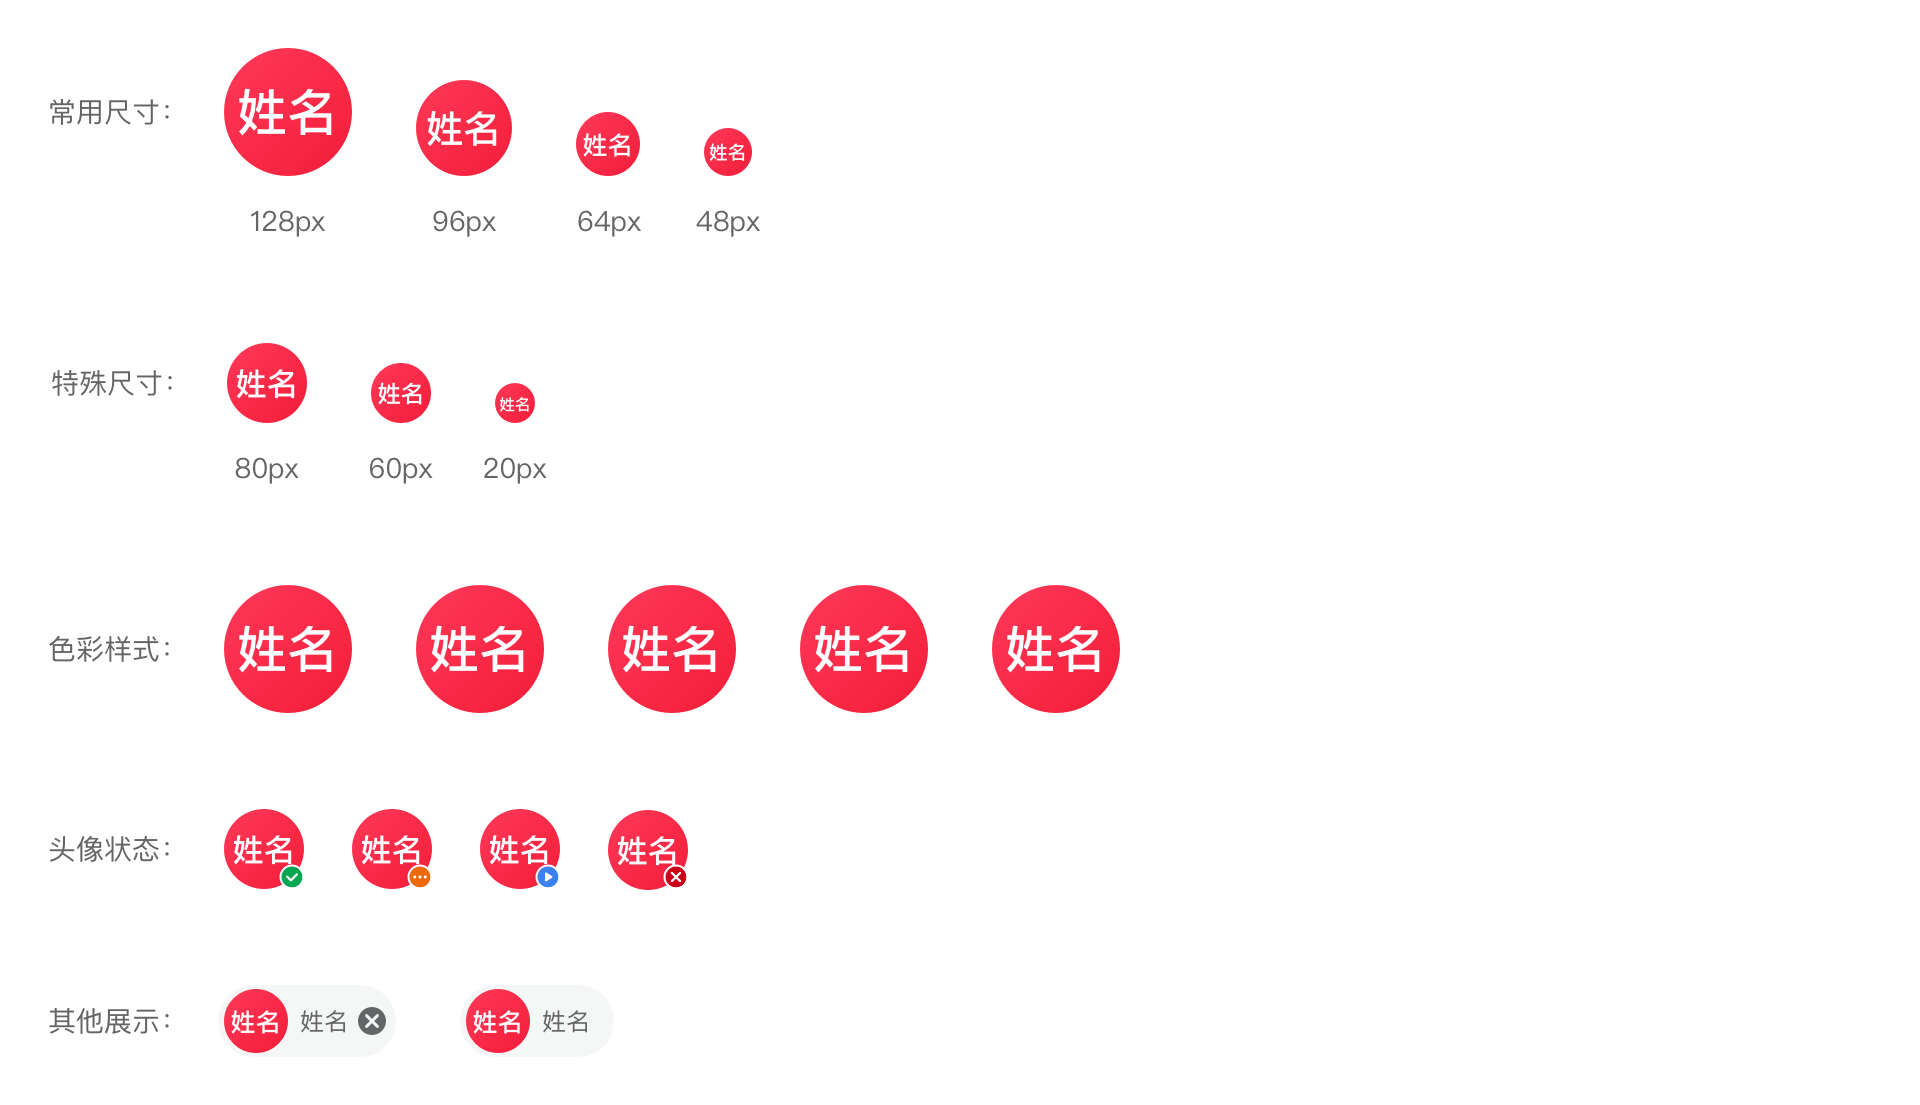 常用尺寸：
姓名 姓名 姓名 姓名
128px 96px 64px 48px
特殊尺寸：
姓名 姓名 姓名
80px 60px 20px
色彩样式：
姓名 姓名 姓名 姓名 姓名
头像状态：
姓名 姓名 姓名 姓名
其他展示：
姓名 姓名 姓名 姓名